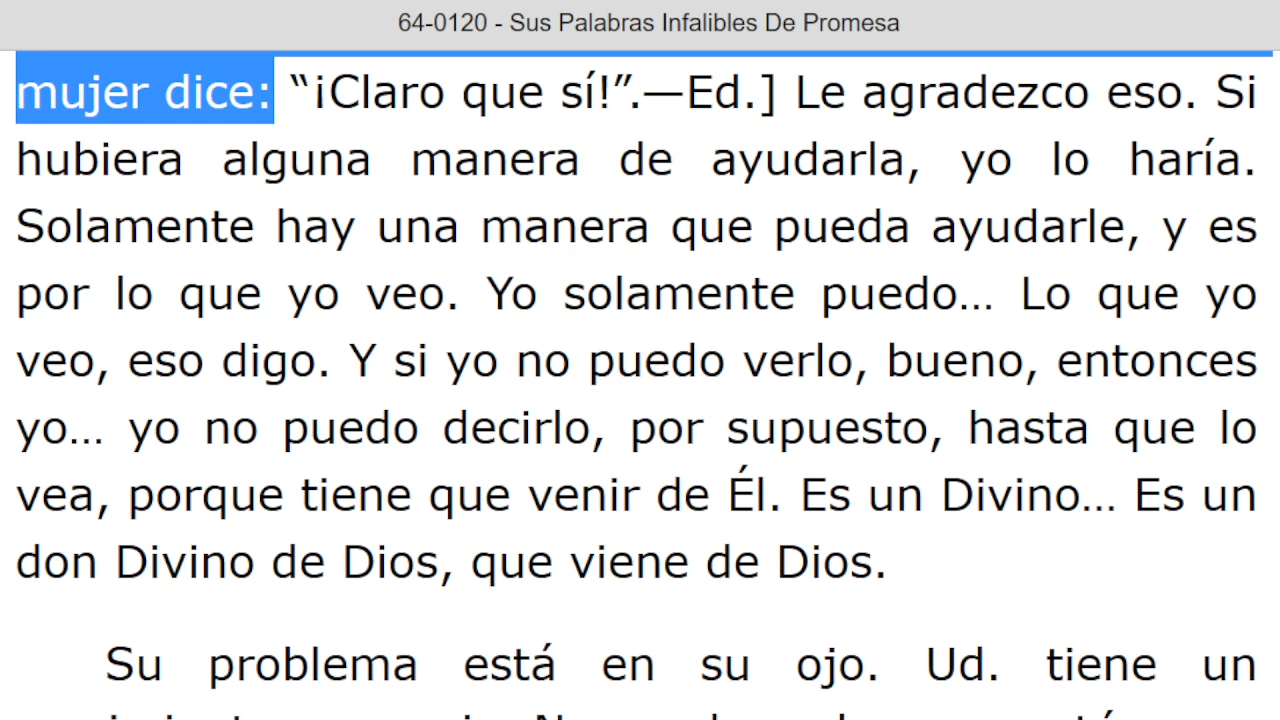 64-0120 - Sus Palabras Infalibles De Promesa
mujer dice: “¡Claro que sí!”.—Ed.] Le agradezco eso. Si
hubiera alguna manera de ayudarla, yo lo haría.
Solamente hay una manera que pueda ayudarle, y es
por lo que yo veo. Yo solamente puedo… Lo que yo
veo, eso digo. Y si yo no puedo verlo, bueno, entonces
yo… yo no puedo decirlo, por supuesto, hasta que lo
vea, porque tiene que venir de Él. Es un Divino… Es un
don Divino de Dios, que viene de Dios.
Su problema está en su ojo. Ud. tiene un